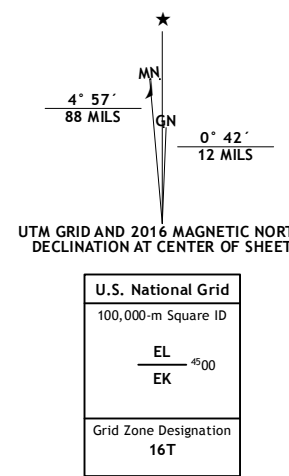 ★
MN.
4° 57´
88 MILS
GN
0° 42´
12 MILS
UTM GRID AND 2016 MAGNETIC NORT
DECLINATION AT CENTER OF SHEET
U.S. National Grid
100,000-m Square ID
EL
4500
EK
Grid Zone Designation
16T